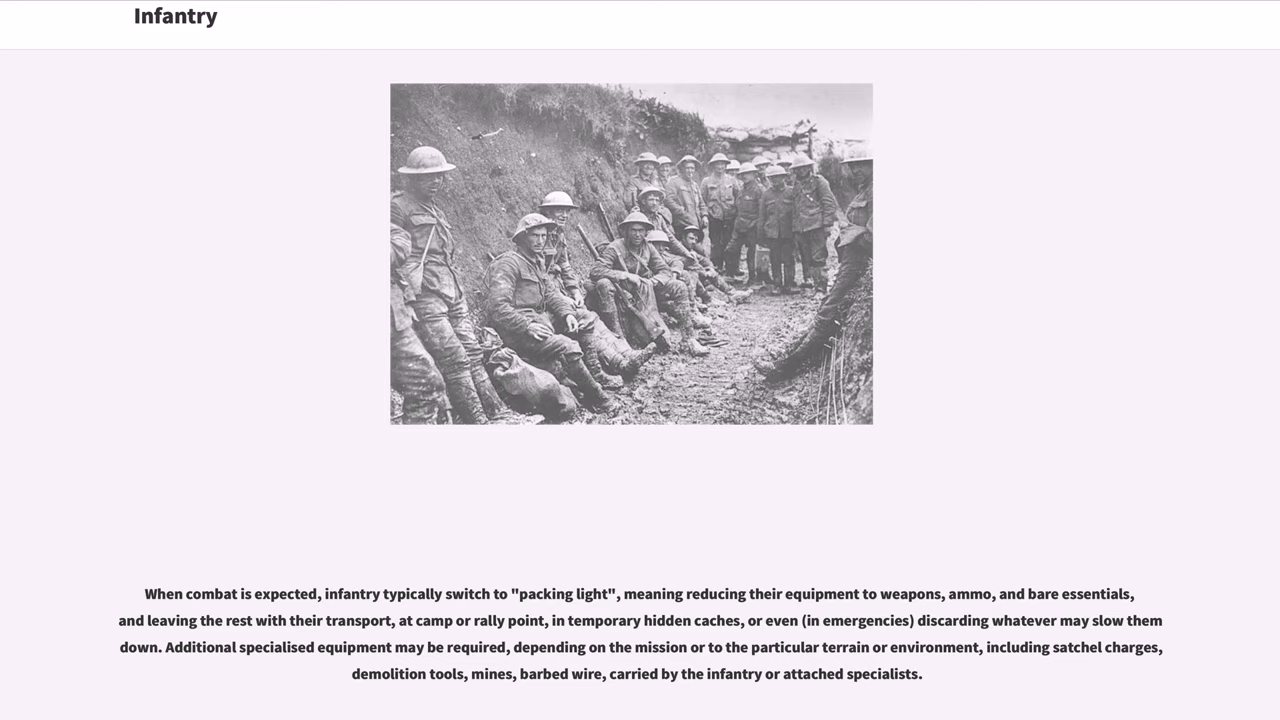 Infantry
When combat is expected, infantry typically switch to "packing light", meaning reducing their equipment to weapons, ammo, and bare essentials,
and leaving the rest with their transport, at camp or rally point, in temporary hidden caches, or even (in emergencies) discarding whatever may slow them
down. Additional specialised equipment may be required, depending on the mission or to the particular terrain or environment, including satchel charges,
demolition tools, mines, barbed wire, carried by the infantry or attached specialists.